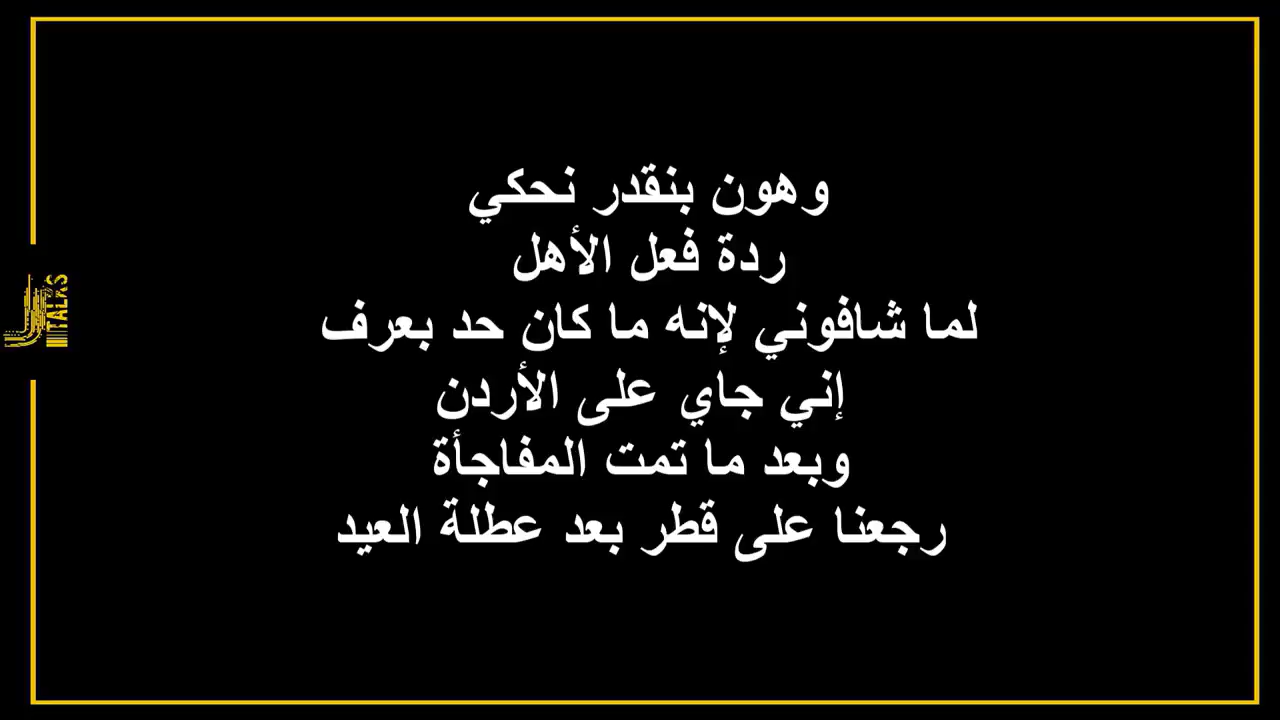 وهون بنقدر نحكي
ردة فعل الأهل
لما شافوني لإنه ما كان حد بعرف
إني جاي على الأردن
وبعد ما تمت المفاجأة
رجعنا على قطر بعد عطلة العيد
TALKS